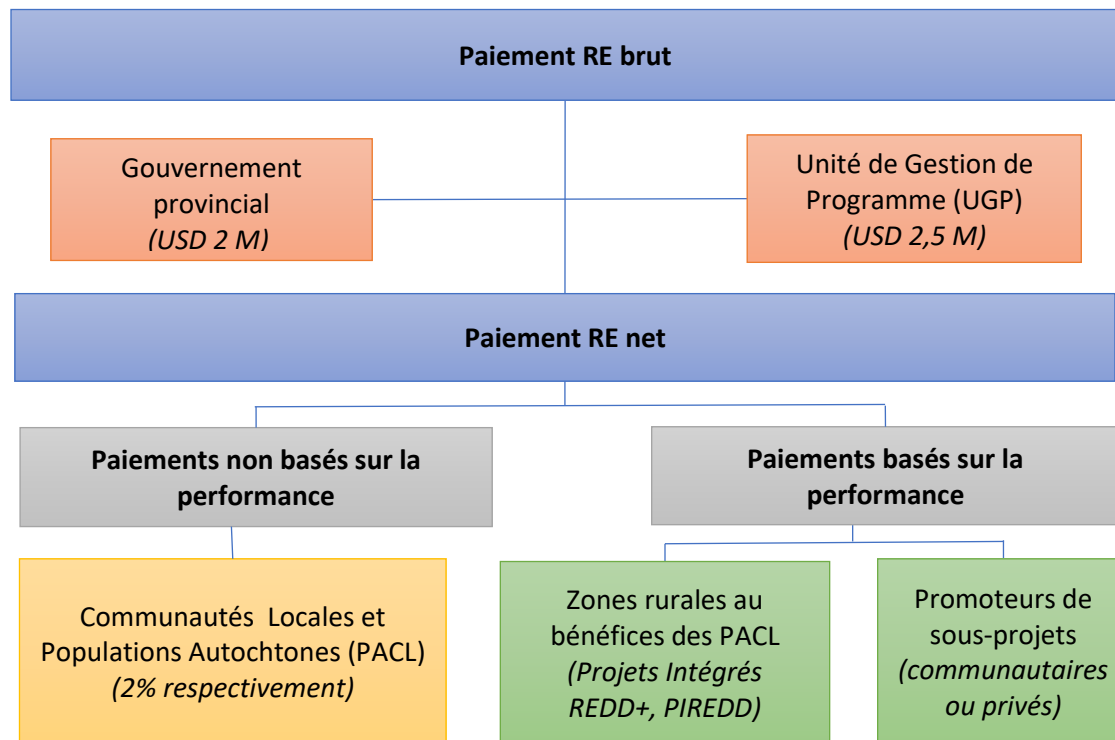 Paiement RE brut
Gouvernement
provincial
(USD 2 M)
Unité de Gestion de
Programme (UGP)
(USD 2,5 M)
Paiement RE net
Paiements non basés sur la
performance
Paiements basés sur la
performance
Communautés Locales et
Populations Autochtones (PACL)
(2% respectivement)
Zones rurales au
bénéfices des PACL
(Projets Intégrés
REDD+, PIREDD)
Promoteurs de
sous-projets
(communautaires
ou privés)